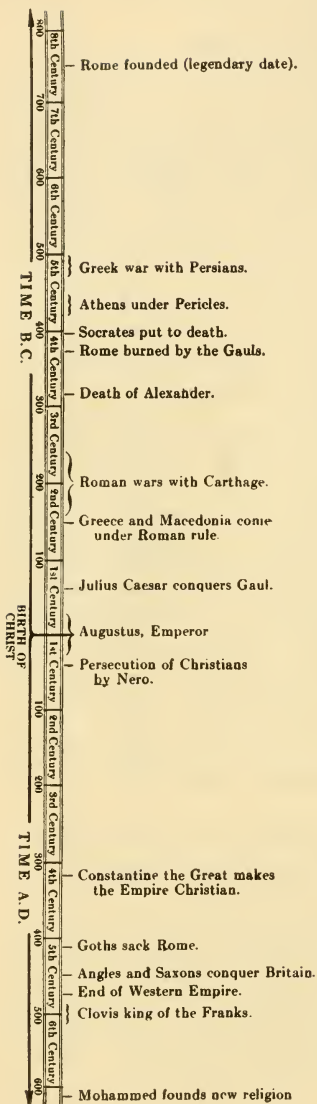 800
8th Century
Rome founded (legendary date).
700
7th Century
600
6th Century
500
5th Century
Greek war with Persians.
TIME B.C.
Athens under Pericles.
400
Socrates put to death.
4th Century
Rome burned by the Gauls.
Death of Alexander.
300
3rd Century
Roman wars with Carthage.
200
2nd Century
Greece and Macedonia come
under Roman rule.
100
1st Century
Julius Caesar conquers Gaul.
BIRTH OF
CHRIST
Augustus, Emperor
1st Century
Persecution of Christians
by Nero.
100
2nd Century
200
3rd Century
TIME A.D.
300
4th Century
Constantine the Great makes
the Empire Christian.
400
5th Century
Goths sack Rome.
Angles and Saxons conquer Britain.
End of Western Empire.
500
Clovis king of the Franks.
6th Century
600
Mohammed founds new religion